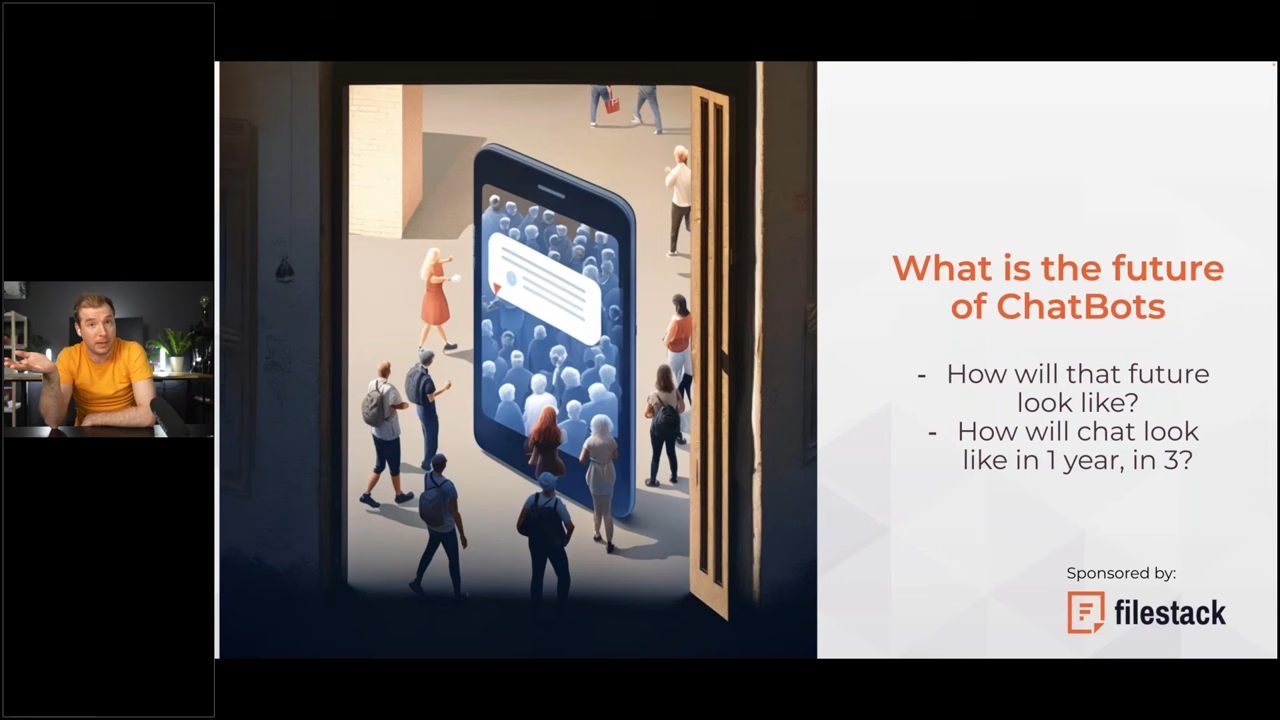 What is the future
of ChatBots
- How will that future
look like?
- How will chat look
like in 1 year, in 3?
Sponsored by:
filestack